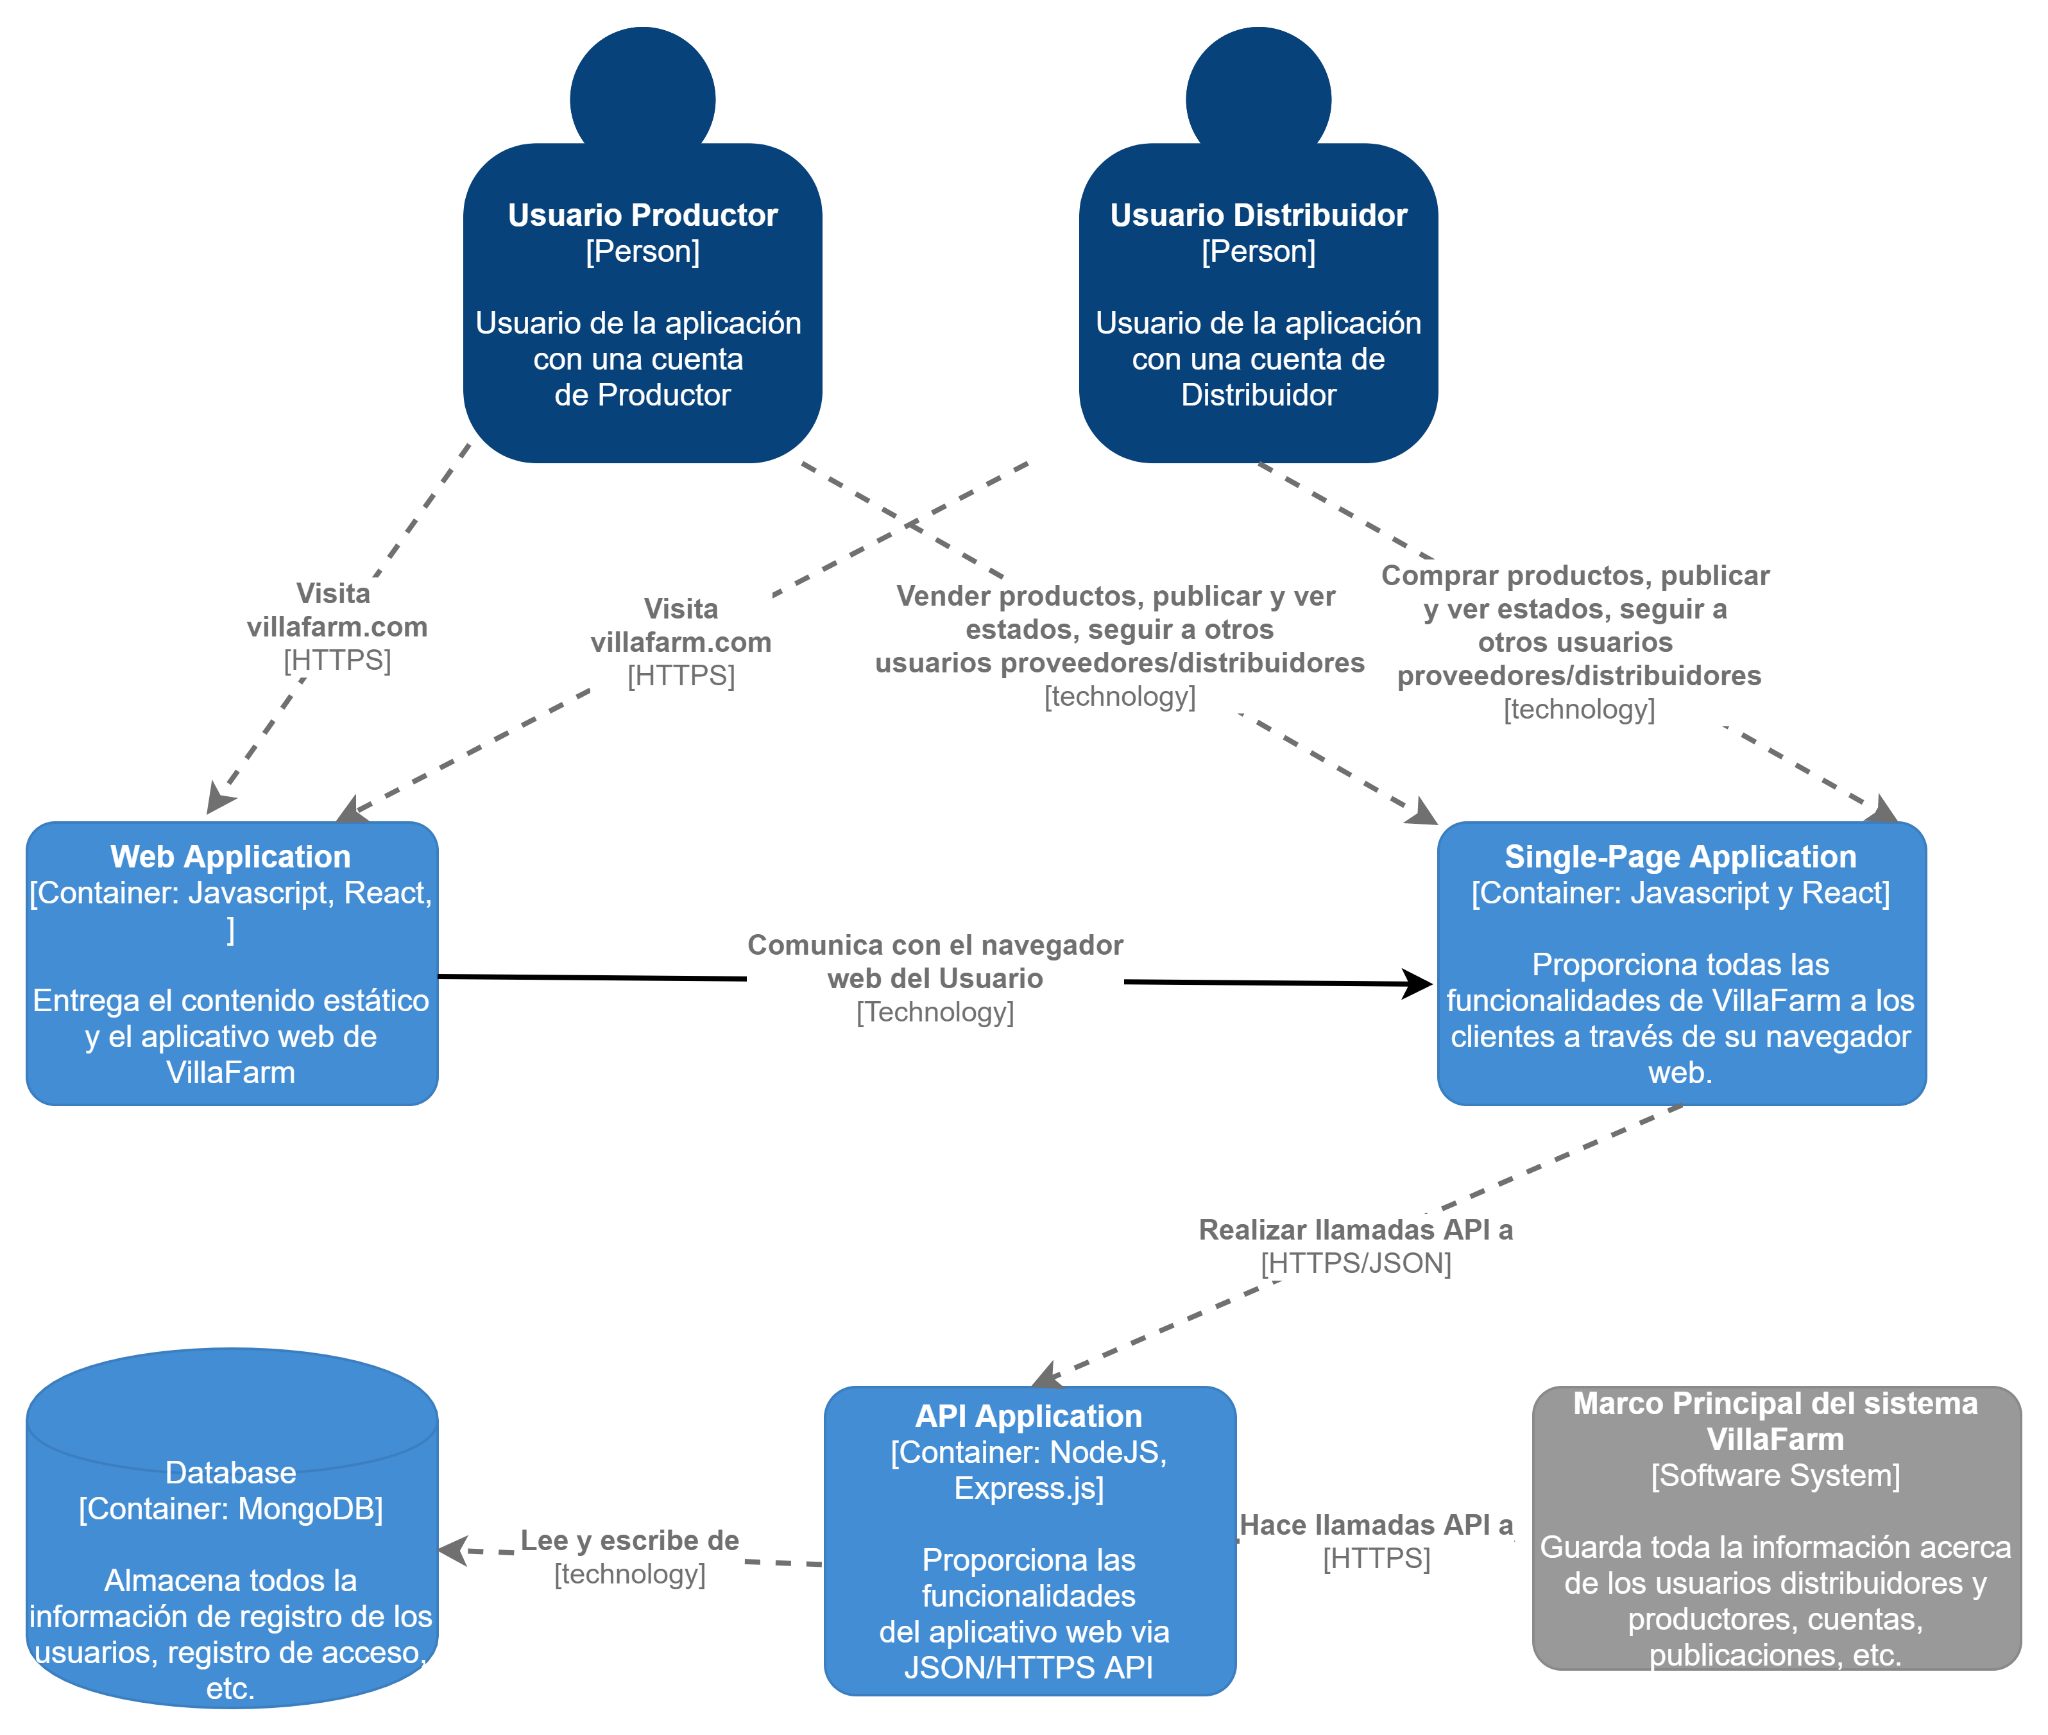 Usuario Productor
[Person]
Usuario de la aplicación
con una cuenta
de Productor
Usuario Distribuidor
[Person]
Usuario de la aplicación
con una cuenta de
Distribuidor
Visita
villafarm.com
[HTTPS]
Visita
villafarm.com
[HTTPS]
Vender productos, publicar y ver
estados, seguir a otros
usuarios proveedores/distribuidores
[technology]
Comprar productos, publicar
y ver estados, seguir a
otros usuarios
proveedores/distribuidores
[technology]
Web Application
[Container: Javascript, React,
]
Entrega el contenido estático
y el aplicativo web de
VillaFarm
Comunica con el navegador
web del Usuario
[Technology]
Single-Page Application
[Container: Javascript y React]
Proporciona todas las
funcionalidades de VillaFarm a los
clientes a través de su navegador
web.
Realizar llamadas API a
[HTTPS/JSON]
Database
[Container: MongoDB]
Almacena todos la
información de registro de los
usuarios, registro de acceso,
etc.
Lee y escribe de
[technology]
API Application
[Container: NodeJS,
Express.js]
Proporciona las
funcionalidades
del aplicativo web via
JSON/HTTPS API
Hace llamadas API a
[HTTPS]
Marco Principal del sistema
VillaFarm
[Software System]
Guarda toda la información acerca
de los usuarios distribuidores y
productores, cuentas,
publicaciones, etc.